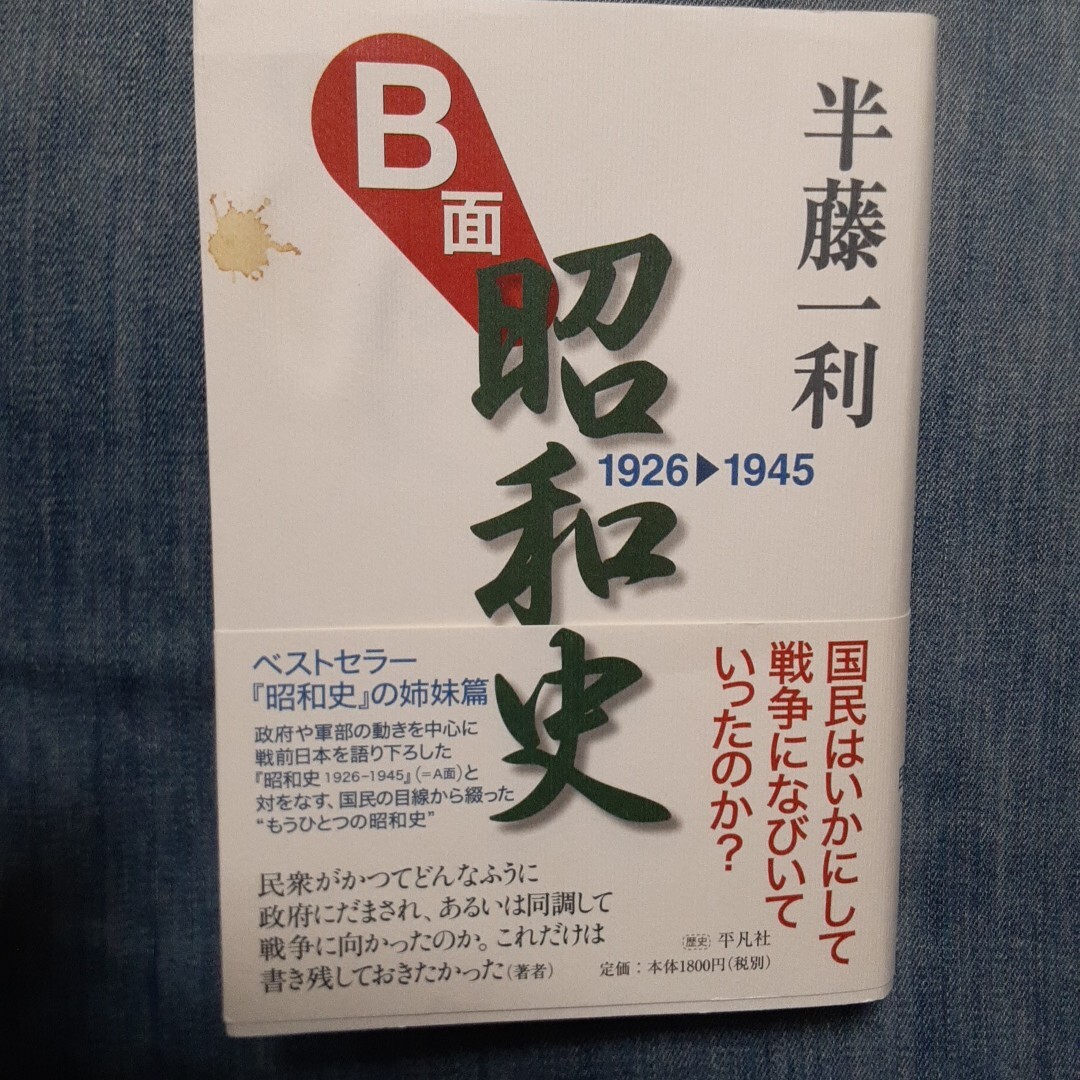 B
面
昭和史
1926▶1945
半藤一利
ベストセラー
『昭和史』の姉妹篇
政府や軍部の動きを中心に
戦前日本を語り下ろした
『昭和史 1926-1945』（=A面）と
対をなす、国民の目線から綴った
“もうひとつの昭和史”
国民はいかにして
戦争になびいて
いったのか？
民衆がかつてどんなふうに
政府にだまされ、あるいは同調して
戦争に向かったのか。これだけは
書き残しておきたかった（著者）
歴史 平凡社
定価：本体1800円（税別）